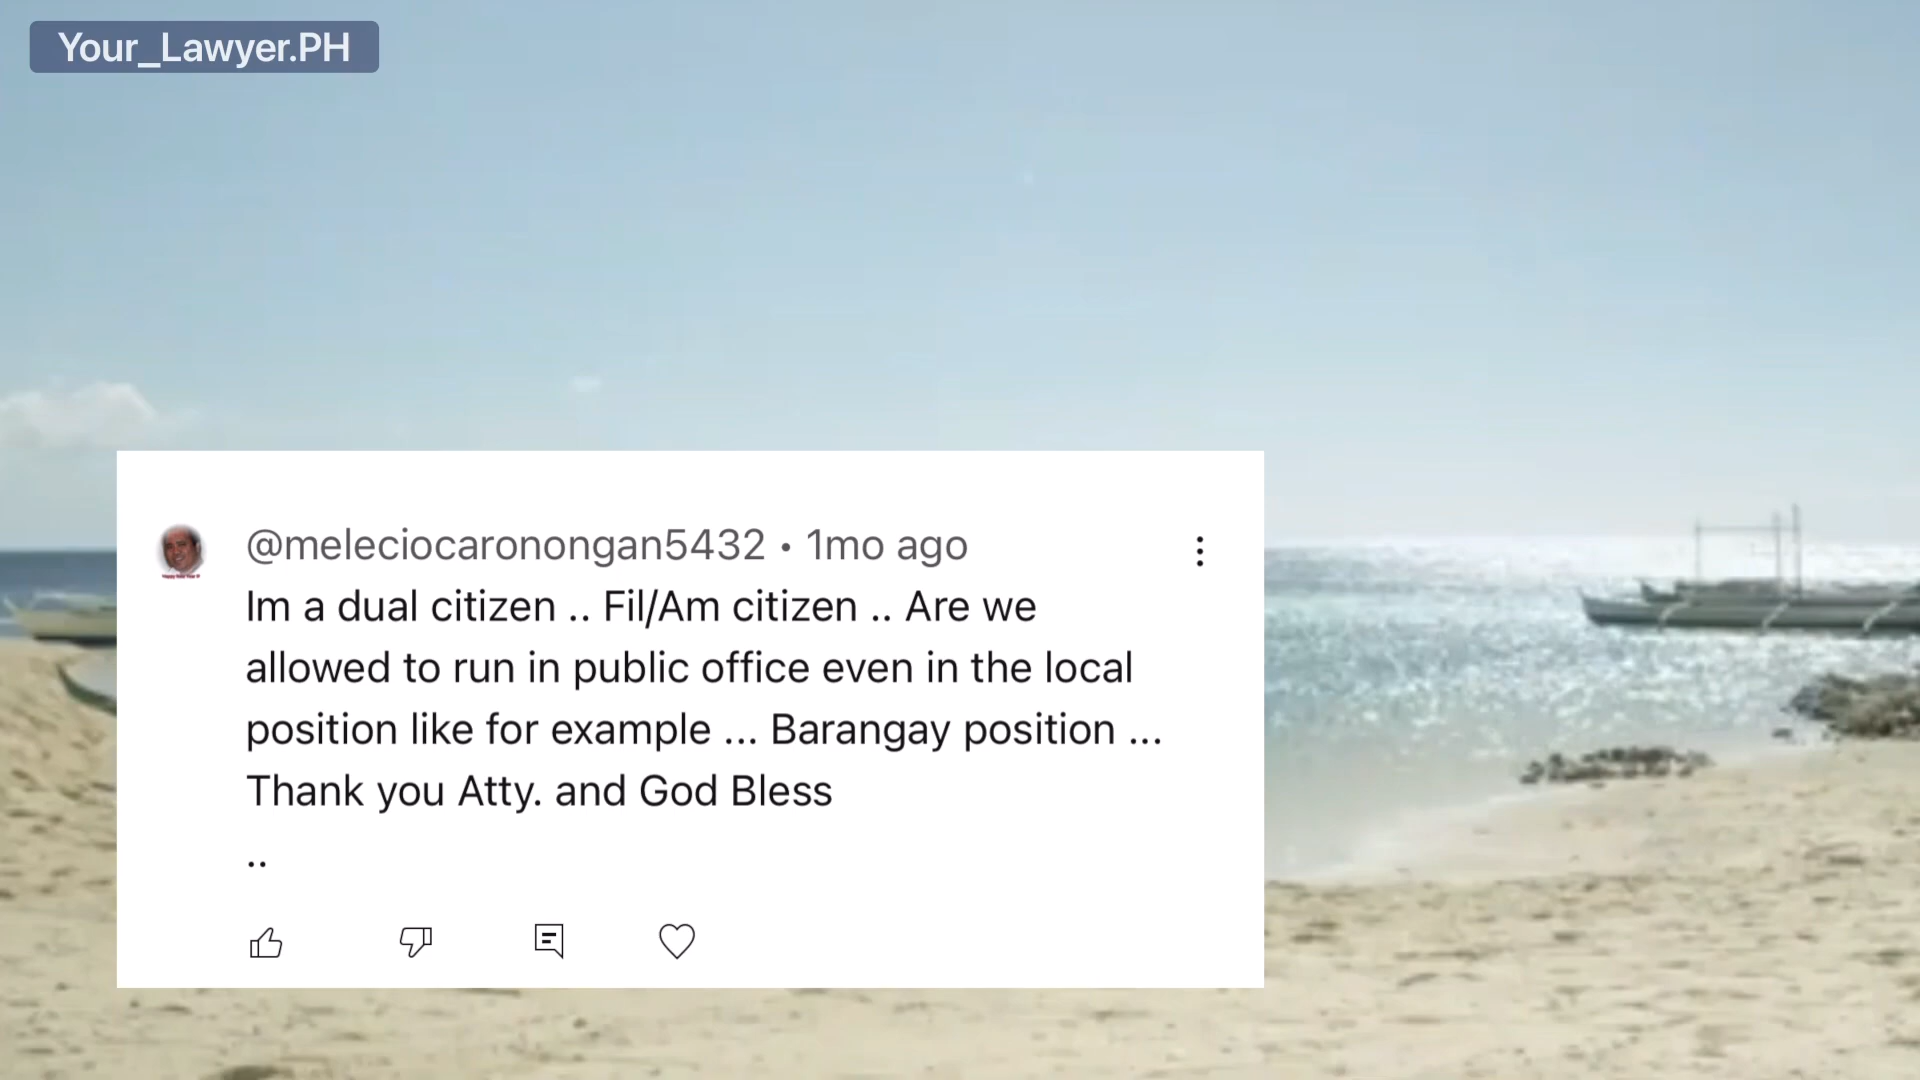 Your_Lawyer.PH
@meleciocaronongan5432 • 1mo ago
Im a dual citizen .. Fil/Am citizen .. Are we
allowed to run in public office even in the local
position like for example ... Barangay position ...
Thank you Atty. and God Bless
..